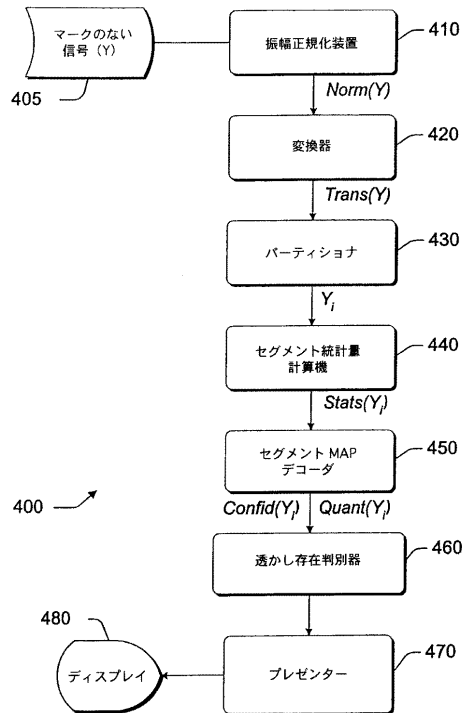 マークのない
信号 (Y)
405
振幅正規化装置
410
Norm(Y)
変換器
420
Trans(Y)
パーティショナ
430
Yi
セグメント統計量
計算機
440
Stats(Yi)
セグメント MAP
デコーダ
450
400
Confid(Yi) Quant(Yi)
透かし存在判別器
460
480
ディスプレイ
プレゼンター
470